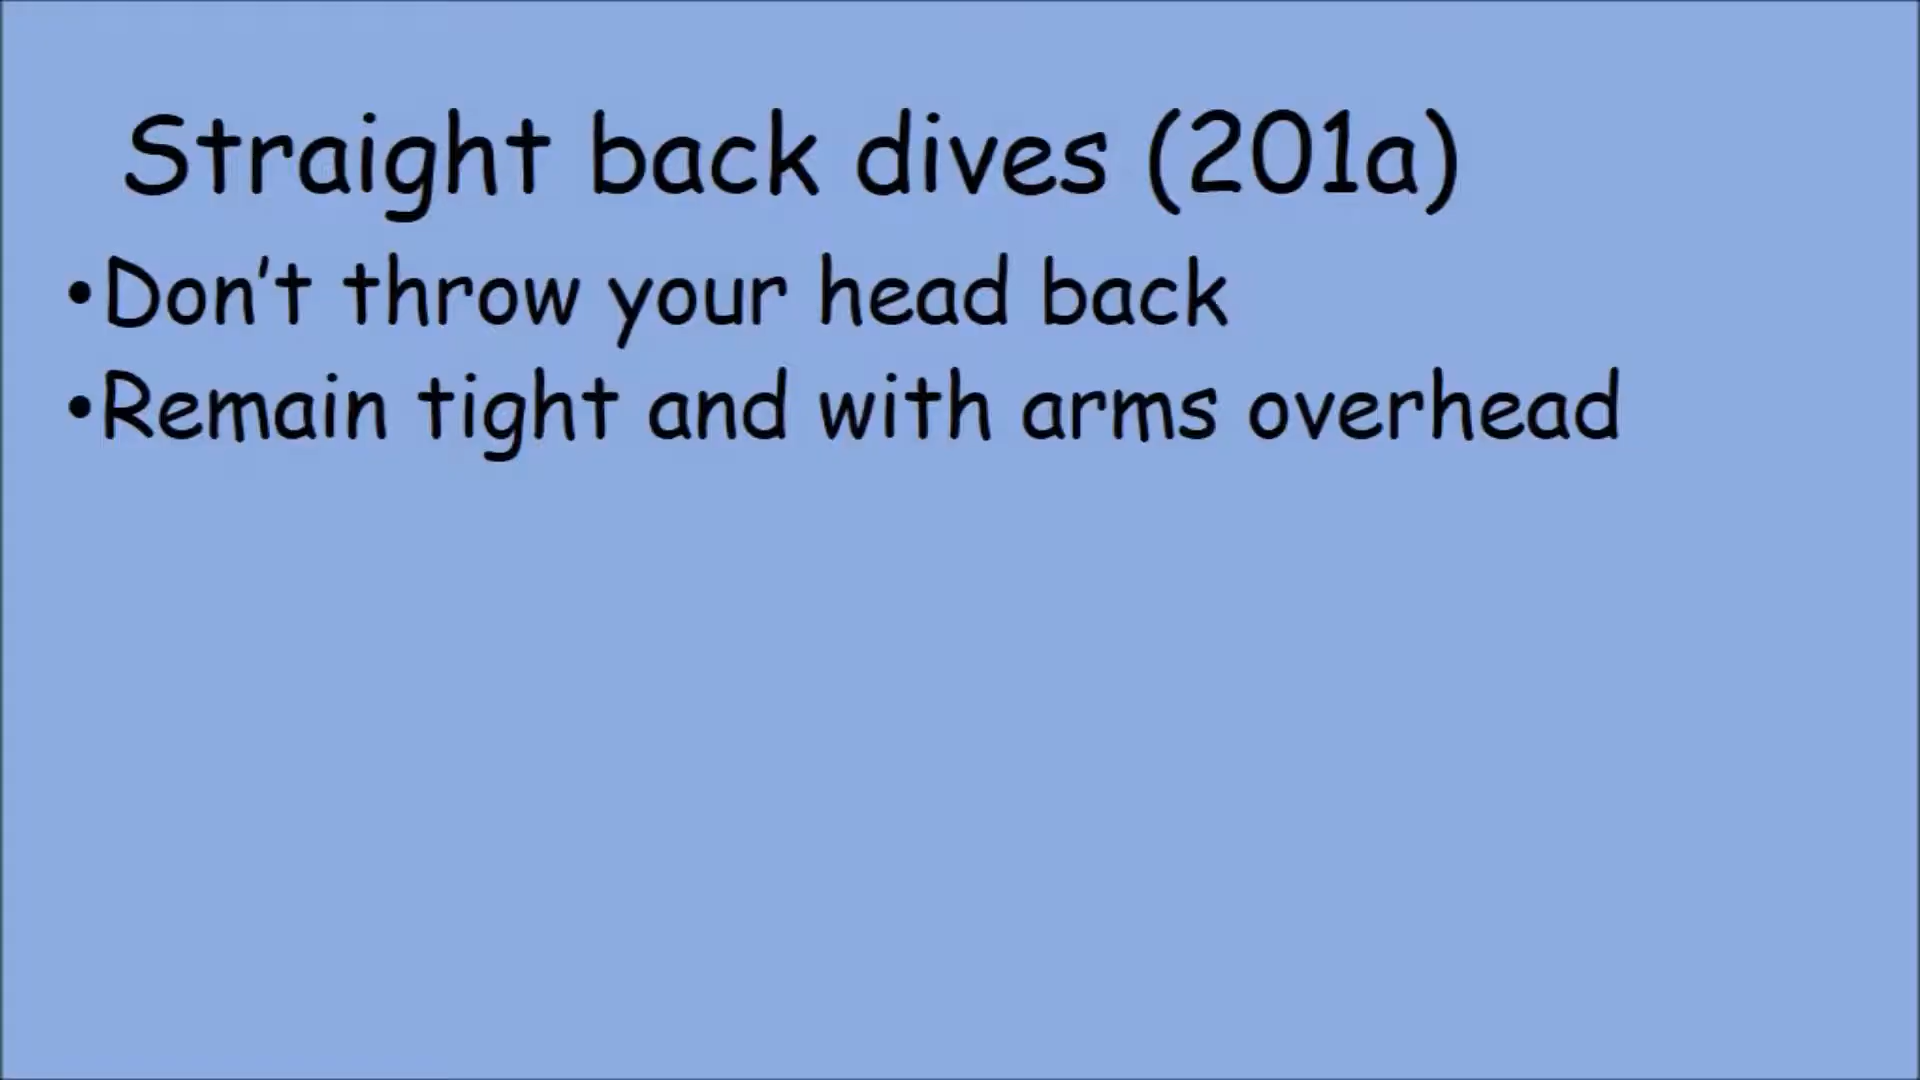 Straight back dives (201a)
•Don't throw your head back
•Remain tight and with arms overhead